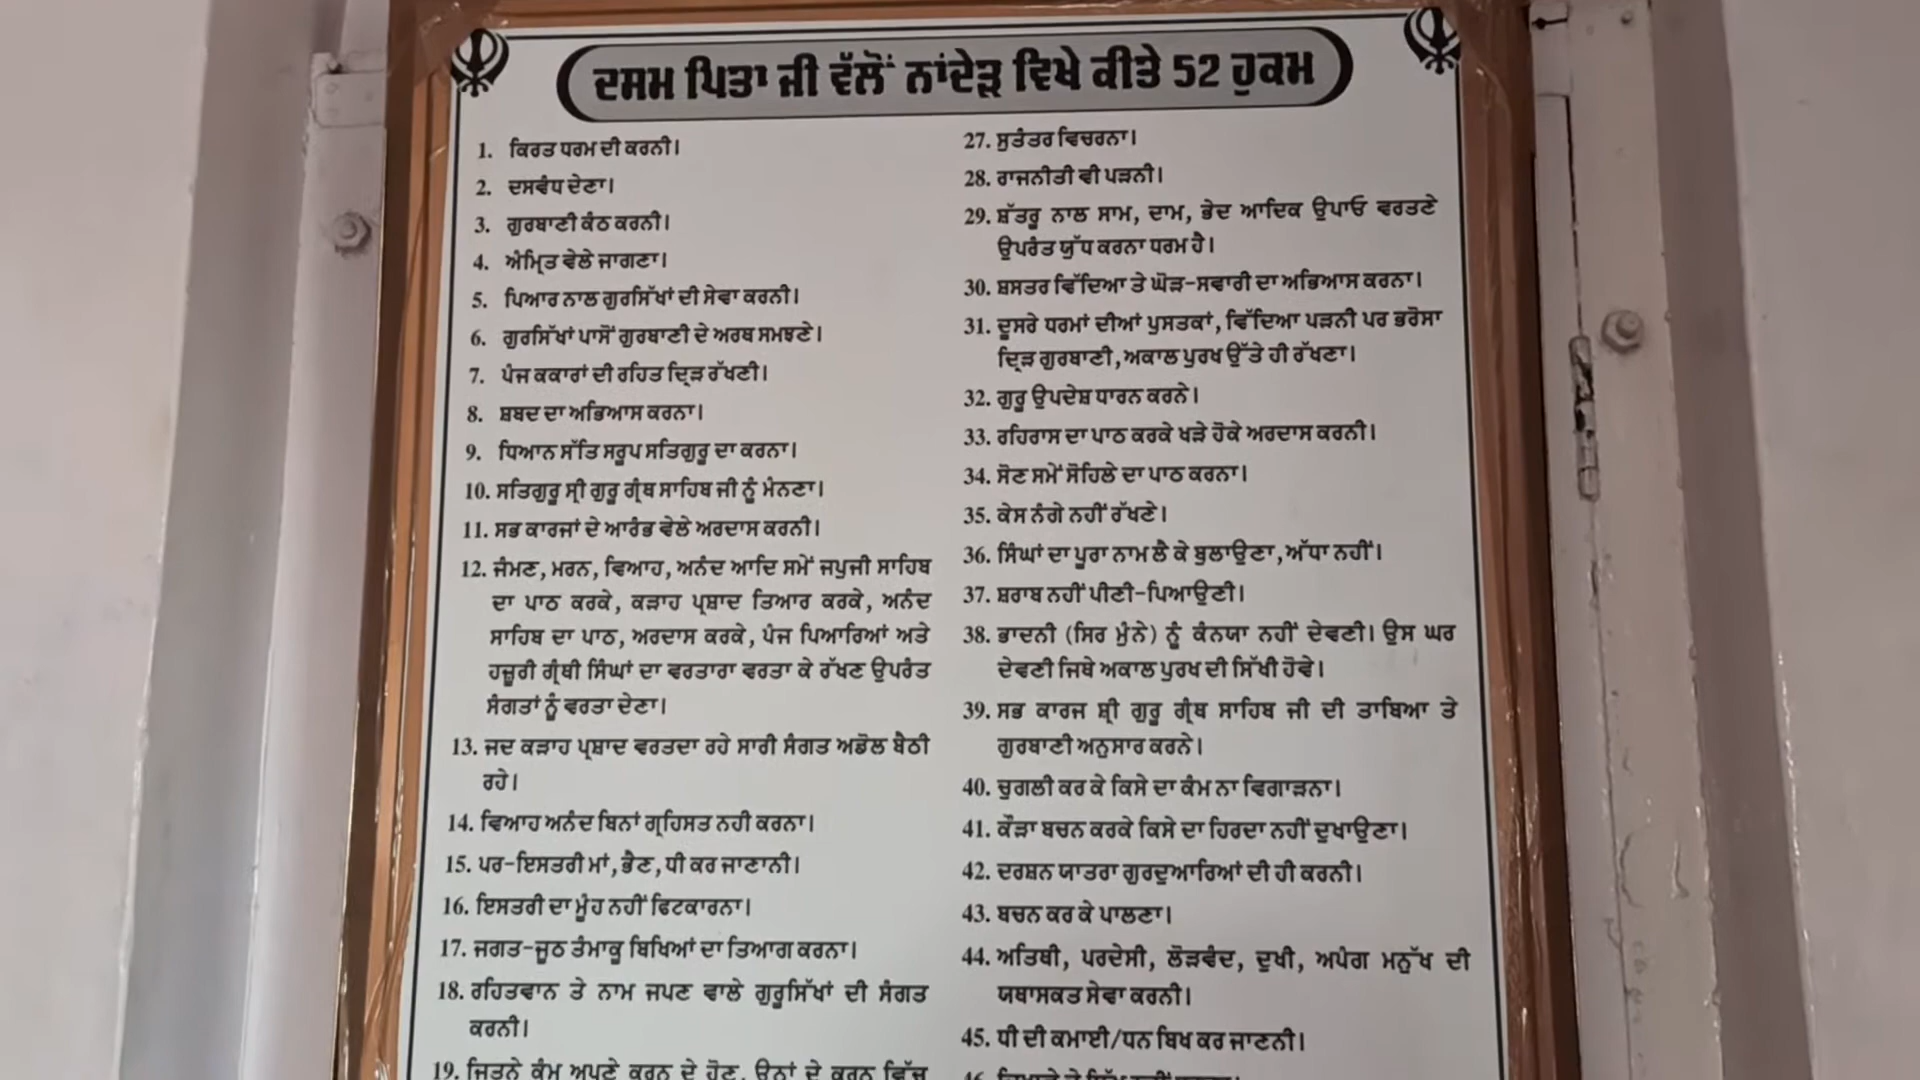 ਦਸਮ ਪਿਤਾ ਜੀ ਵੱਲੋਂ ਨਾਂਦੇੜ ਵਿਖੇ ਕੀਤੇ 52 ਹੁਕਮ
1. ਕਿਰਤ ਧਰਮ ਦੀ ਕਰਨੀ।
2. ਦਸਵੰਧ ਦੇਣਾ।
3. ਗੁਰਬਾਣੀ ਕੰਠ ਕਰਨੀ।
4. ਅੰਮ੍ਰਿਤ ਵੇਲੇ ਜਾਗਣਾ।
5. ਪਿਆਰ ਨਾਲ ਗੁਰਸਿੱਖਾਂ ਦੀ ਸੇਵਾ ਕਰਨੀ।
6. ਗੁਰਸਿੱਖਾਂ ਪਾਸੋਂ ਗੁਰਬਾਣੀ ਦੇ ਅਰਥ ਸਮਝਣੇ।
7. ਪੰਜ ਕਕਾਰਾਂ ਦੀ ਰਹਿਤ ਦ੍ਰਿੜ ਰੱਖਣੀ।
8. ਸ਼ਬਦ ਦਾ ਅਭਿਆਸ ਕਰਨਾ।
9. ਧਿਆਨ ਸੱਤਿ ਸਰੂਪ ਸਤਿਗੁਰੂ ਦਾ ਕਰਨਾ।
10. ਸਤਿਗੁਰੂ ਸ੍ਰੀ ਗੁਰੂ ਗ੍ਰੰਥ ਸਾਹਿਬ ਜੀ ਨੂੰ ਮੰਨਣਾ।
11. ਸਭ ਕਾਰਜਾਂ ਦੇ ਆਰੰਭ ਵੇਲੇ ਅਰਦਾਸ ਕਰਨੀ।
12. ਜੰਮਣ, ਮਰਨ, ਵਿਆਹ, ਅਨੰਦ ਆਦਿ ਸਮੇਂ ਜਪੁਜੀ ਸਾਹਿਬ
ਦਾ ਪਾਠ ਕਰਕੇ, ਕੜਾਹ ਪ੍ਰਸ਼ਾਦ ਤਿਆਰ ਕਰਕੇ, ਅਨੰਦ
ਸਾਹਿਬ ਦਾ ਪਾਠ, ਅਰਦਾਸ ਕਰਕੇ, ਪੰਜ ਪਿਆਰਿਆਂ ਅਤੇ
ਹਜ਼ੂਰੀ ਗ੍ਰੰਥੀ ਸਿੰਘਾਂ ਦਾ ਵਰਤਾਰਾ ਵਰਤਾ ਕੇ ਰੱਖਣ ਉਪਰੰਤ
ਸੰਗਤਾਂ ਨੂੰ ਵਰਤਾ ਦੇਣਾ।
13. ਜਦ ਕੜਾਹ ਪ੍ਰਸ਼ਾਦ ਵਰਤਦਾ ਰਹੇ ਸਾਰੀ ਸੰਗਤ ਅਡੋਲ ਬੈਠੀ
ਰਹੇ।
14. ਵਿਆਹ ਅਨੰਦ ਬਿਨਾਂ ਗ੍ਰਹਿਸਤ ਨਹੀ ਕਰਨਾ।
15. ਪਰ-ਇਸਤਰੀ ਮਾਂ, ਭੈਣ, ਧੀ ਕਰ ਜਾਣਾਨੀ।
16. ਇਸਤਰੀ ਦਾ ਮੂੰਹ ਨਹੀਂ ਫਿਟਕਾਰਨਾ।
17. ਜਗਤ-ਜੂਠ ਤੰਮਾਕੂ ਬਿਖਿਆਂ ਦਾ ਤਿਆਗ ਕਰਨਾ।
18. ਰਹਿਤਵਾਨ ਤੇ ਨਾਮ ਜਪਣ ਵਾਲੇ ਗੁਰੂਸਿੱਖਾਂ ਦੀ ਸੰਗਤ
ਕਰਨੀ।
19. ਜਿਤਨੇ ਕੰਮ ਅਪਣੇ ਕਰਨ ਦੇ ਹੋਣ, ਉਨਾਂ ਦੇ ਕਰਨ ਵਿੱਚ
27. ਸੁਤੰਤਰ ਵਿਚਰਨਾ।
28. ਰਾਜਨੀਤੀ ਵੀ ਪੜਨੀ।
29. ਸ਼ੱਤਰੂ ਨਾਲ ਸਾਮ, ਦਾਮ, ਭੇਦ ਆਦਿਕ ਉਪਾਓ ਵਰਤਣੇ
ਉਪਰੰਤ ਯੁੱਧ ਕਰਨਾ ਧਰਮ ਹੈ।
30. ਸ਼ਸਤਰ ਵਿੱਦਿਆ ਤੇ ਘੋੜ-ਸਵਾਰੀ ਦਾ ਅਭਿਆਸ ਕਰਨਾ।
31. ਦੂਸਰੇ ਧਰਮਾਂ ਦੀਆਂ ਪੁਸਤਕਾਂ, ਵਿੱਦਿਆ ਪੜਨੀ ਪਰ ਭਰੋਸਾ
ਦ੍ਰਿੜ ਗੁਰਬਾਣੀ, ਅਕਾਲ ਪੁਰਖ ਉੱਤੇ ਹੀ ਰੱਖਣਾ।
32. ਗੁਰੂ ਉਪਦੇਸ਼ ਧਾਰਨ ਕਰਨੇ।
33. ਰਹਿਰਾਸ ਦਾ ਪਾਠ ਕਰਕੇ ਖੜੇ ਹੋਕੇ ਅਰਦਾਸ ਕਰਨੀ।
34. ਸੋਣ ਸਮੇਂ ਸੋਹਿਲੇ ਦਾ ਪਾਠ ਕਰਨਾ।
35. ਕੇਸ ਨੰਗੇ ਨਹੀਂ ਰੱਖਣੇ।
36. ਸਿੰਘਾਂ ਦਾ ਪੂਰਾ ਨਾਮ ਲੈ ਕੇ ਬੁਲਾਉਣਾ, ਅੱਧਾ ਨਹੀਂ।
37. ਸ਼ਰਾਬ ਨਹੀਂ ਪੀਣੀ-ਪਿਆਉਣੀ।
38. ਭਾਦਨੀ (ਸਿਰ ਮੁੰਨੇ) ਨੂੰ ਕੰਨਯਾ ਨਹੀਂ ਦੇਵਣੀ। ਉਸ ਘਰ
ਦੇਵਣੀ ਜਿਥੇ ਅਕਾਲ ਪੁਰਖ ਦੀ ਸਿੱਖੀ ਹੋਵੇ।
39. ਸਭ ਕਾਰਜ ਸ਼੍ਰੀ ਗੁਰੂ ਗ੍ਰੰਥ ਸਾਹਿਬ ਜੀ ਦੀ ਤਾਬਿਆ ਤੇ
ਗੁਰਬਾਣੀ ਅਨੁਸਾਰ ਕਰਨੇ।
40. ਚੁਗਲੀ ਕਰ ਕੇ ਕਿਸੇ ਦਾ ਕੰਮ ਨਾ ਵਿਗਾੜਨਾ।
41. ਕੌੜਾ ਬਚਨ ਕਰਕੇ ਕਿਸੇ ਦਾ ਹਿਰਦਾ ਨਹੀਂ ਦੁਖਾਉਣਾ।
42. ਦਰਸ਼ਨ ਯਾਤਰਾ ਗੁਰਦੁਆਰਿਆਂ ਦੀ ਹੀ ਕਰਨੀ।
43. ਬਚਨ ਕਰ ਕੇ ਪਾਲਣਾ।
44. ਅਤਿਥੀ, ਪਰਦੇਸੀ, ਲੋੜਵੰਦ, ਦੁਖੀ, ਅਪੰਗ ਮਨੁੱਖ ਦੀ
ਯਥਾਸਕਤ ਸੇਵਾ ਕਰਨੀ।
45. ਧੀ ਦੀ ਕਮਾਈ/ਧਨ ਬਿਖ ਕਰ ਜਾਣਨੀ।